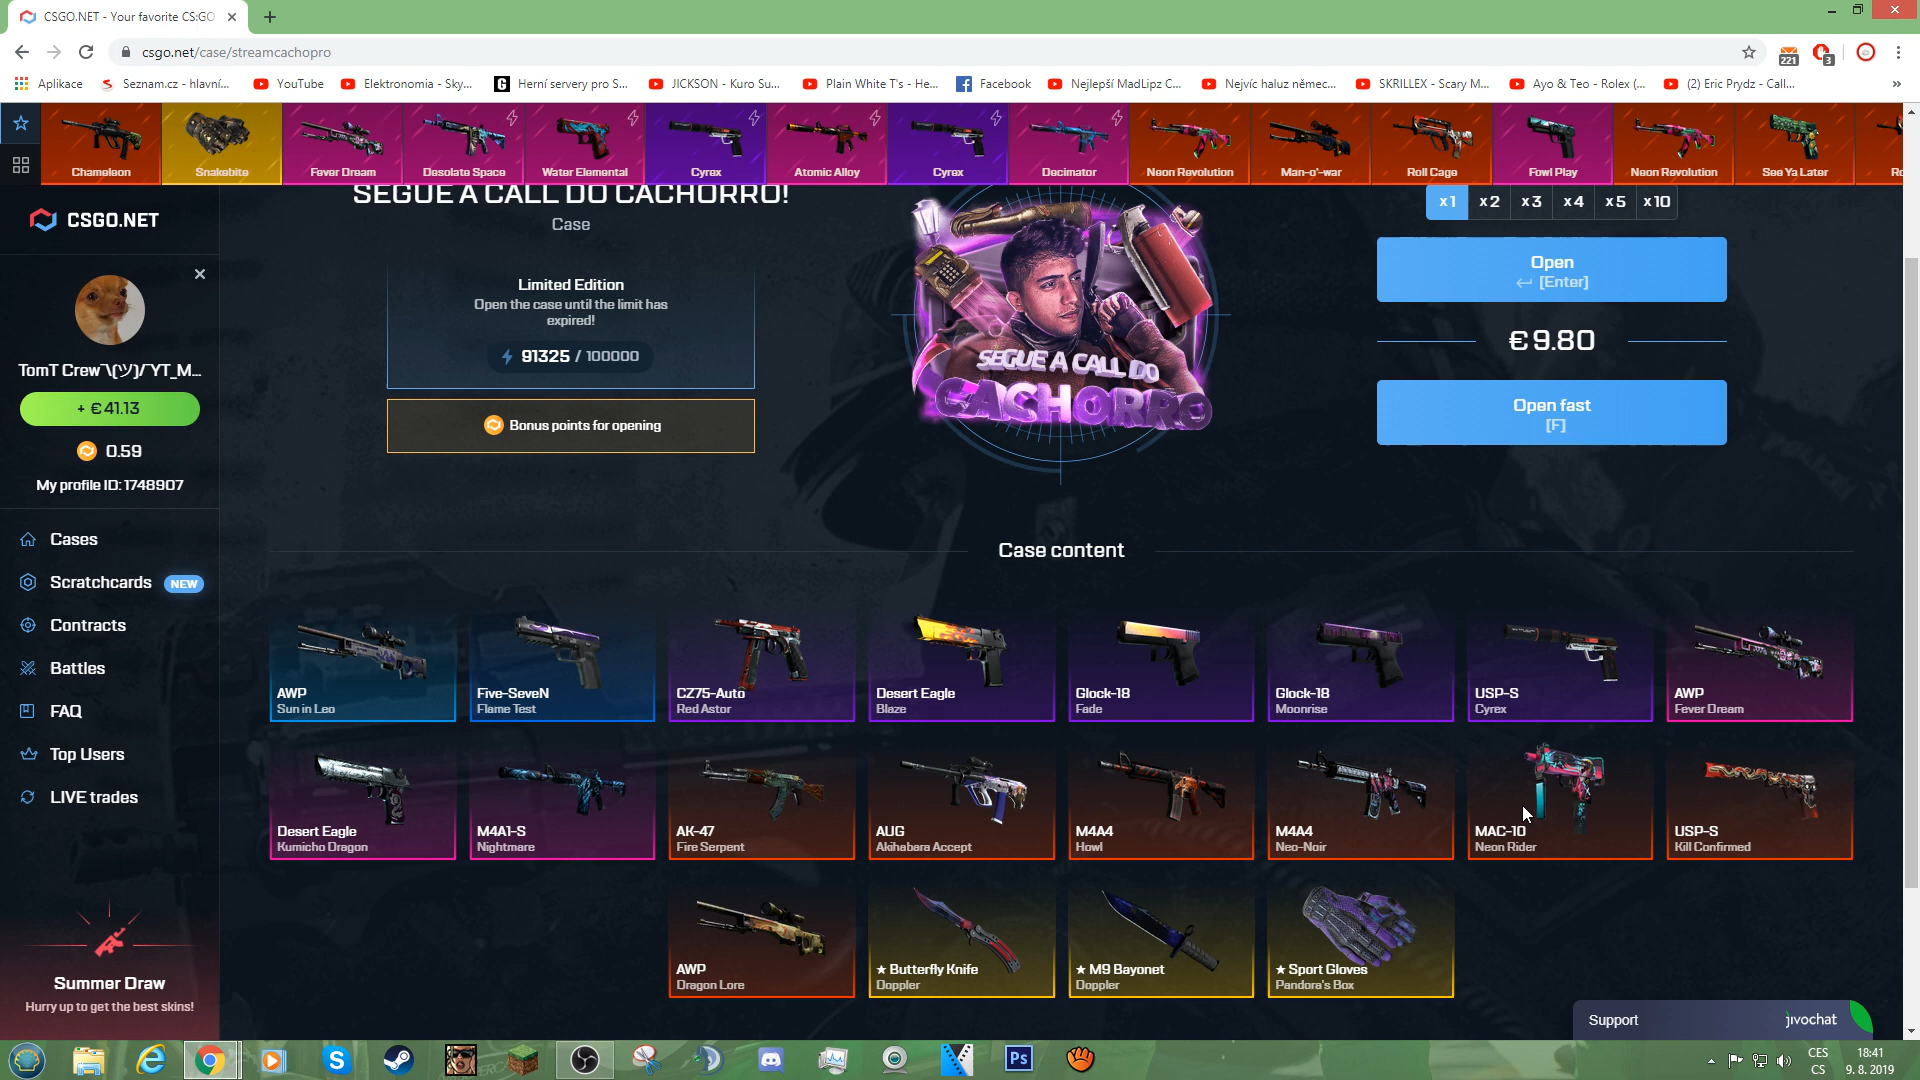 CSGO.NET - Your favorite CS:GO
csgo.net/case/streamcachopro
221
3
Aplikace
Seznam.cz - hlavní...
YouTube
Elektronomia - Sky...
Herní servery pro S...
JICKSON - Kuro Su...
Plain White T's - He...
Facebook
Nejlepší MadLipz C...
Nejvíc haluz němec...
SKRILLEX - Scary M...
Ayo & Teo - Rolex (...
(2) Eric Prydz - Call...
»
Chameleon
Snakebite
Fever Dream
Desolate Space
Water Elemental
Cyrex
Atomic Alloy
Cyrex
Decimator
Neon Revolution
Man-o'-war
Roll Cage
Fowl Play
Neon Revolution
See Ya Later
Ro
CSGO.NET
TomT Crew¯\(ツ)/¯YT_M...
+ €41.13
0.59
My profile ID: 1748907
Cases
Scratchcards NEW
Contracts
Battles
FAQ
Top Users
LIVE trades
Summer Draw
Hurry up to get the best skins!
SEGUE A CALL DO CACHORRO!
Case
Limited Edition
Open the case until the limit has
expired!
91325 / 100000
Bonus points for opening
SEGUE A CALL DO
CACHORRO
x1 x2 x3 x4 x5 x10
Open
[Enter]
€9.80
Open fast
[F]
Case content
AWP
Sun in Leo
Five-SeveN
Flame Test
CZ75-Auto
Red Astor
Desert Eagle
Blaze
Glock-18
Fade
Glock-18
Moonrise
USP-S
Cyrex
AWP
Fever Dream
Desert Eagle
Kumicho Dragon
M4A1-S
Nightmare
AK-47
Fire Serpent
AUG
Akihabara Accept
M4A4
Howl
M4A4
Neo-Noir
MAC-10
Neon Rider
USP-S
Kill Confirmed
AWP
Dragon Lore
★ Butterfly Knife
Doppler
★ M9 Bayonet
Doppler
★ Sport Gloves
Pandora's Box
Support
jivochat
CES
CS
18:41
9. 8. 2019